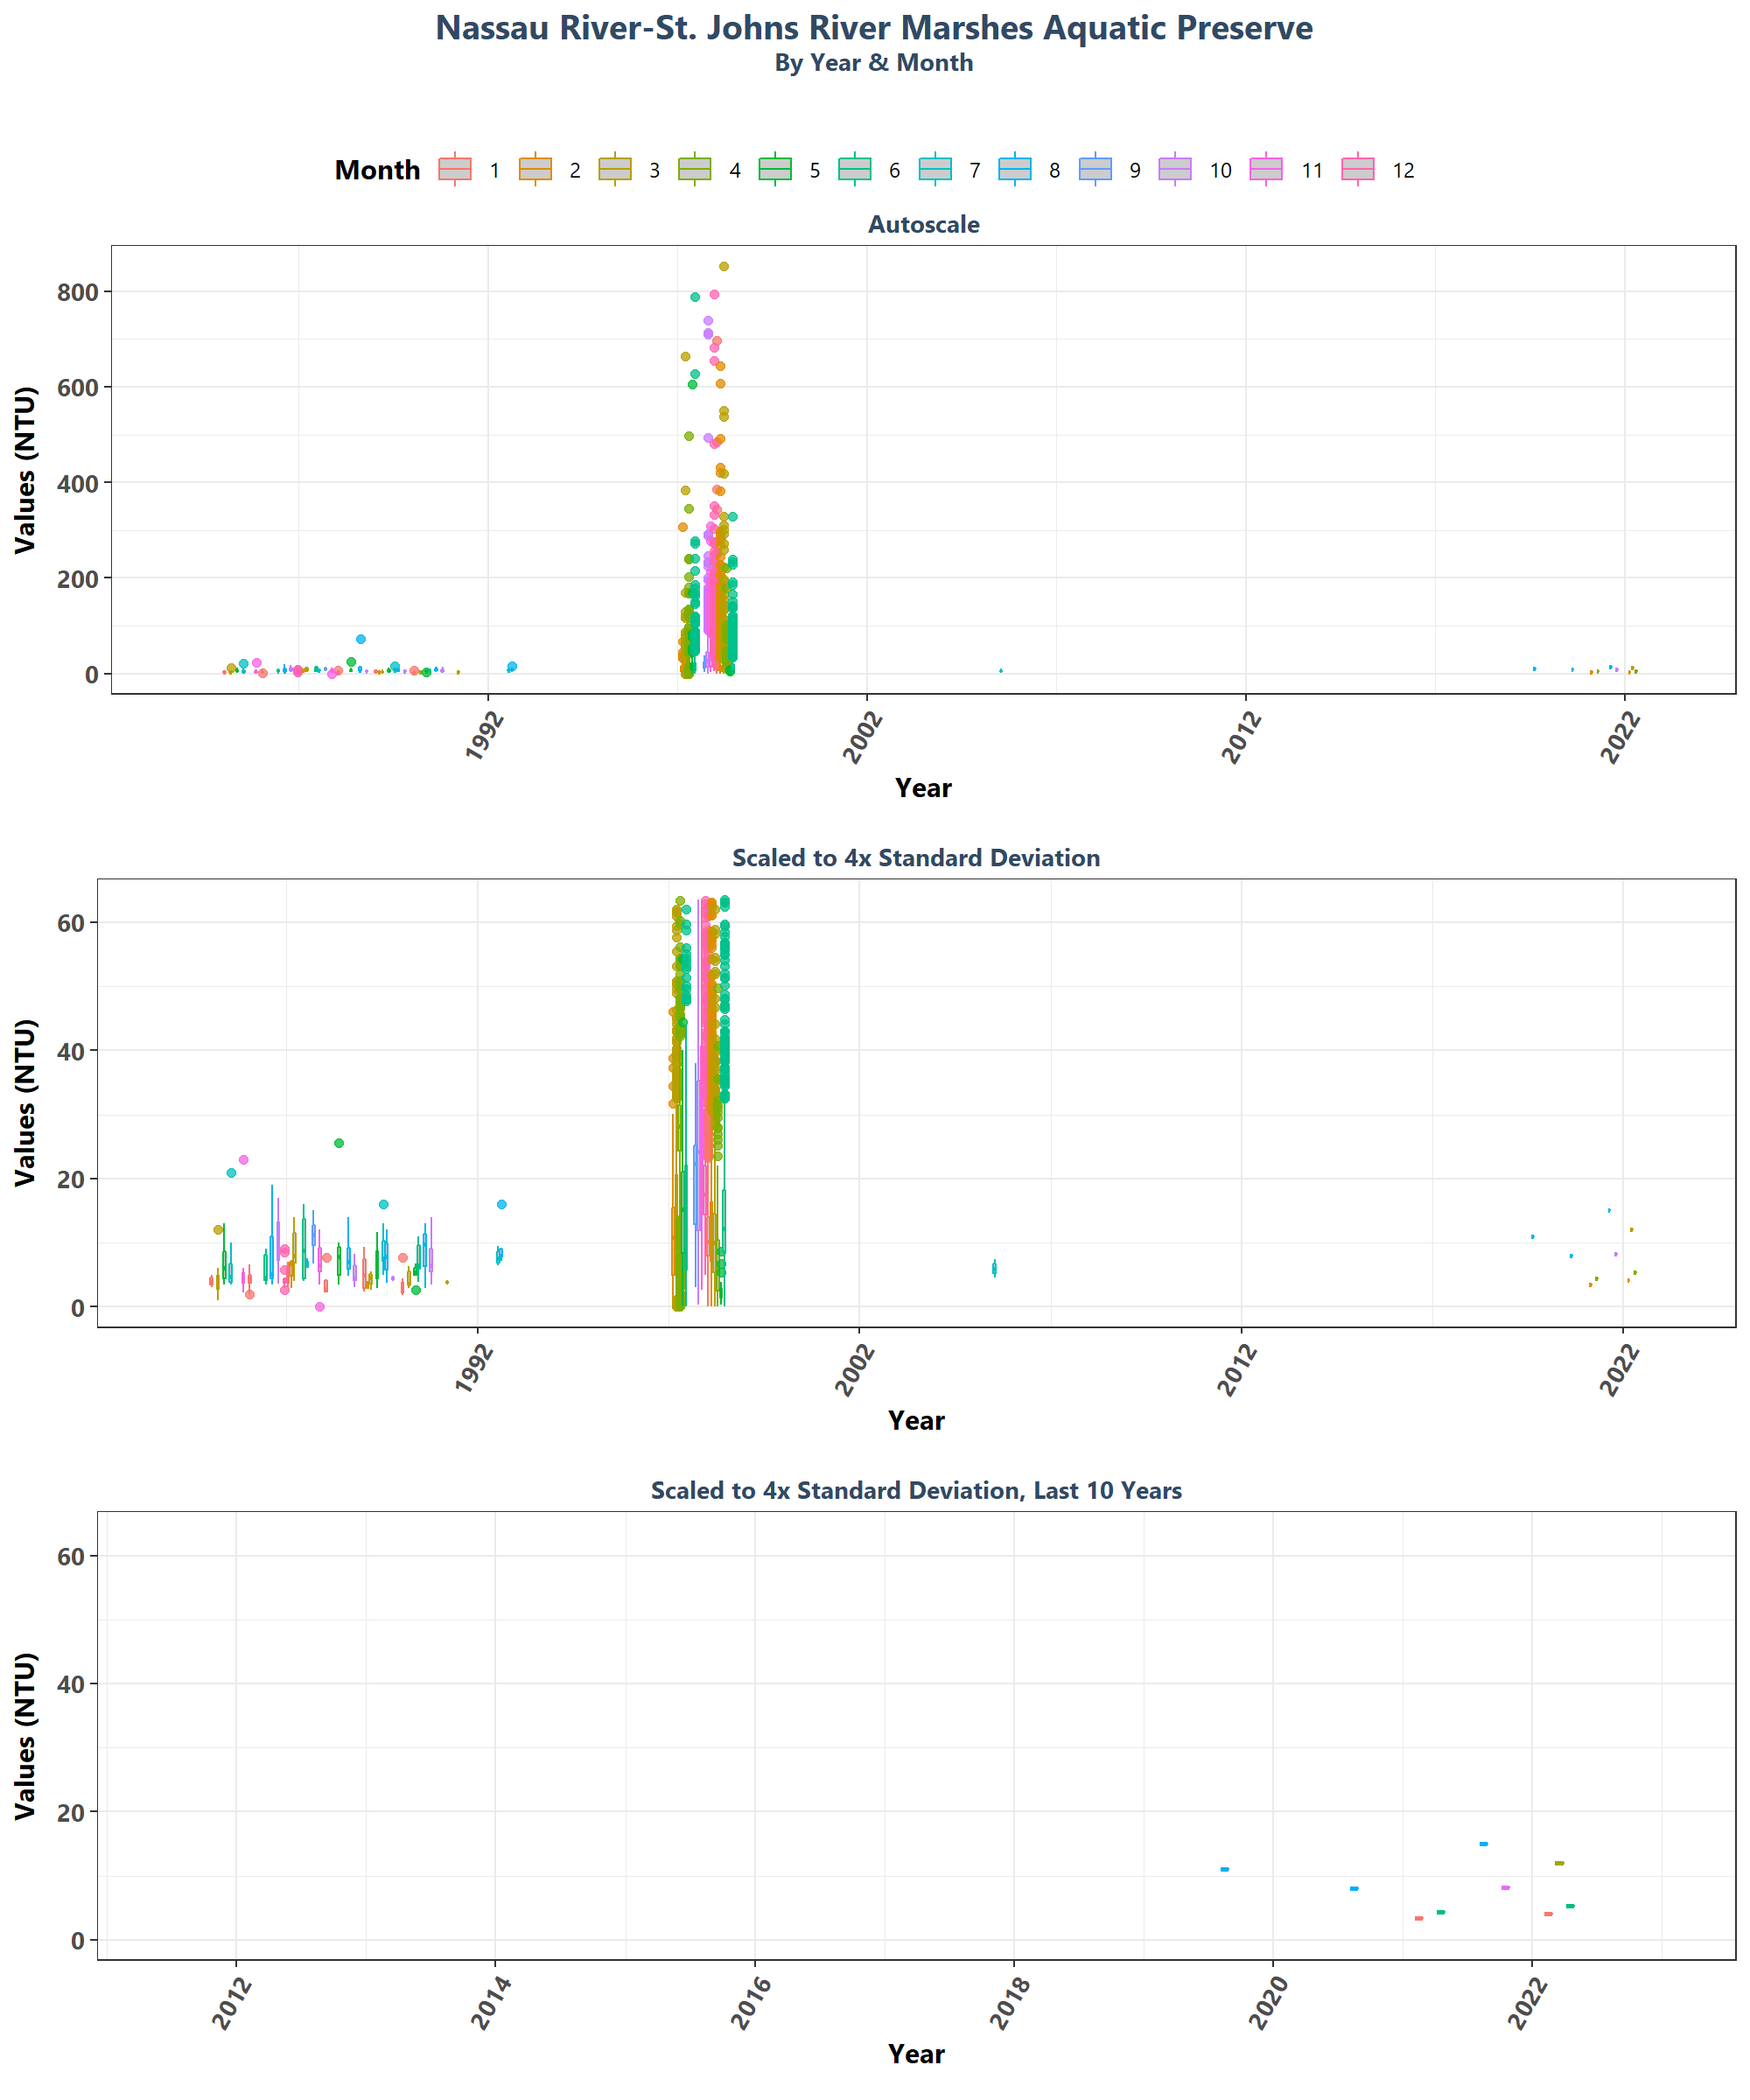 Nassau River-St. Johns River Marshes Aquatic Preserve
By Year & Month
Month 1 2 3 4 5 6 7 8 9 10 11 12
Autoscale
Values (NTU)
800
600
400
200
0
1992 2002 2012 2022
Year
Scaled to 4x Standard Deviation
Values (NTU)
60
40
20
0
1992 2002 2012 2022
Year
Scaled to 4x Standard Deviation, Last 10 Years
Values (NTU)
60
40
20
0
2012 2014 2016 2018 2020 2022
Year